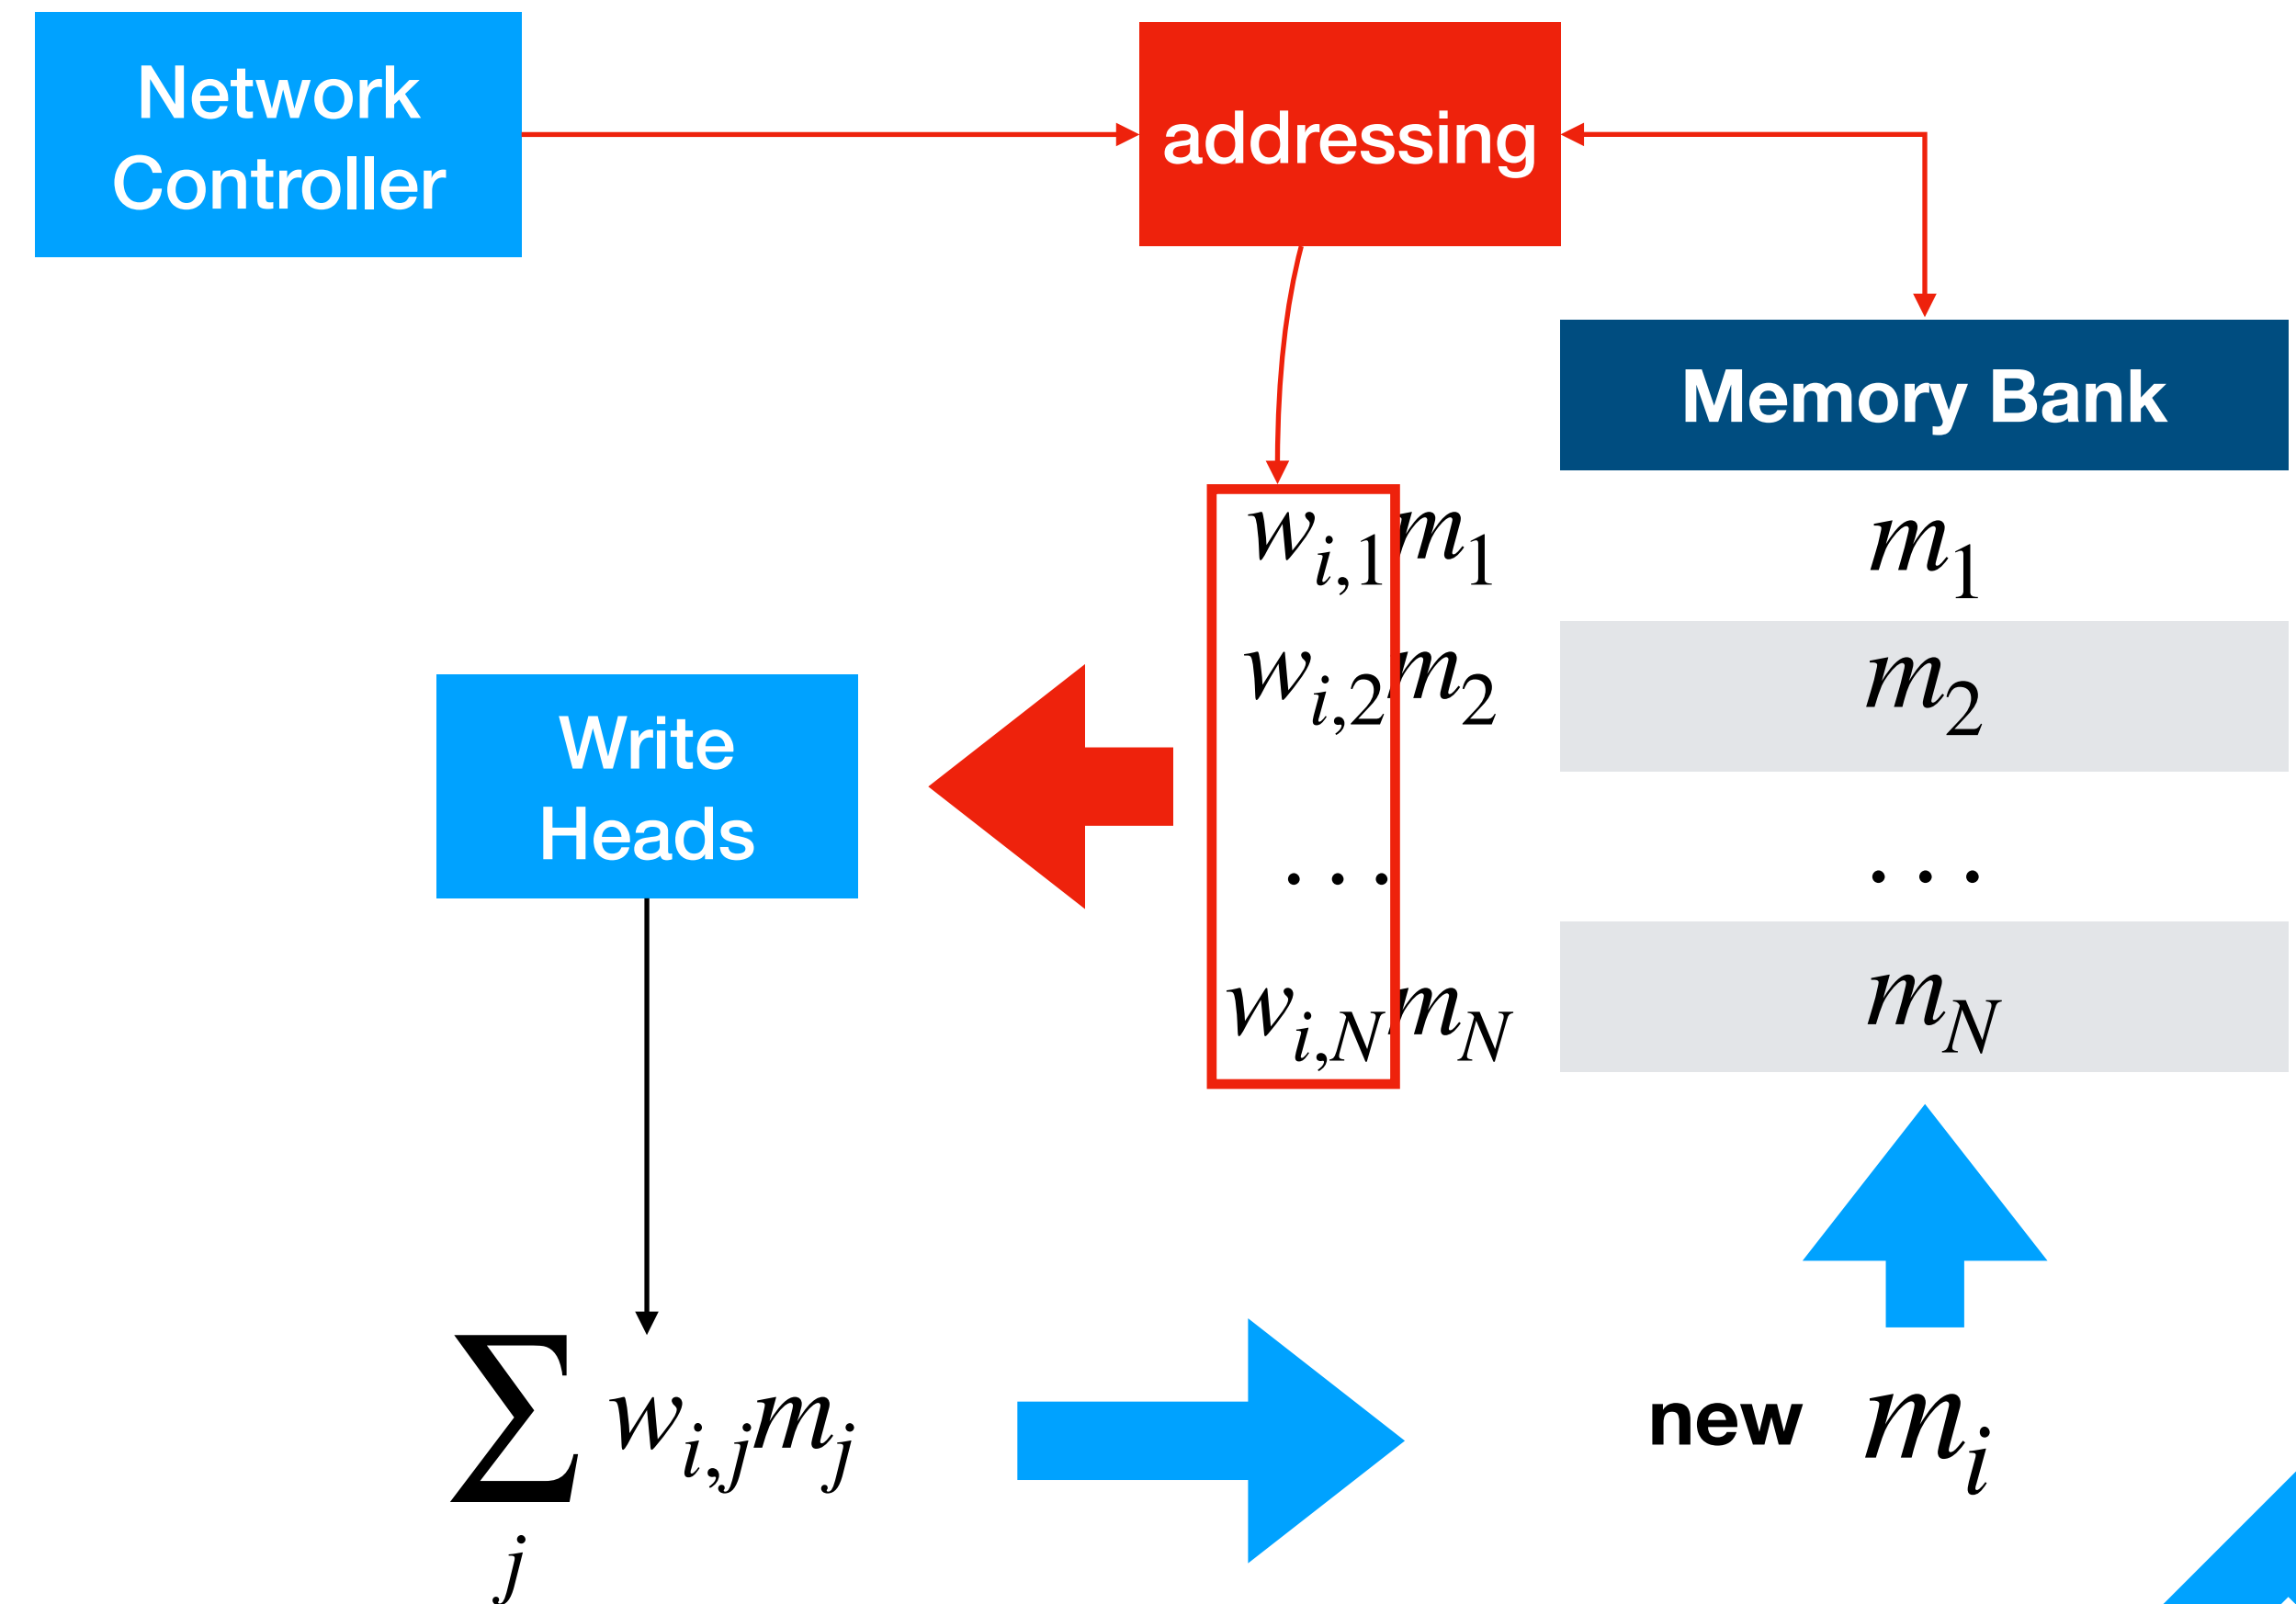 Network
Controller
addressing
Memory Bank
w_{i,1}m_1
m_1
w_{i,2}m_2
m_2
Write
Heads
...
...
w_{i,N}m_N
m_N
∑_j w_{i,j}m_j
new m_i